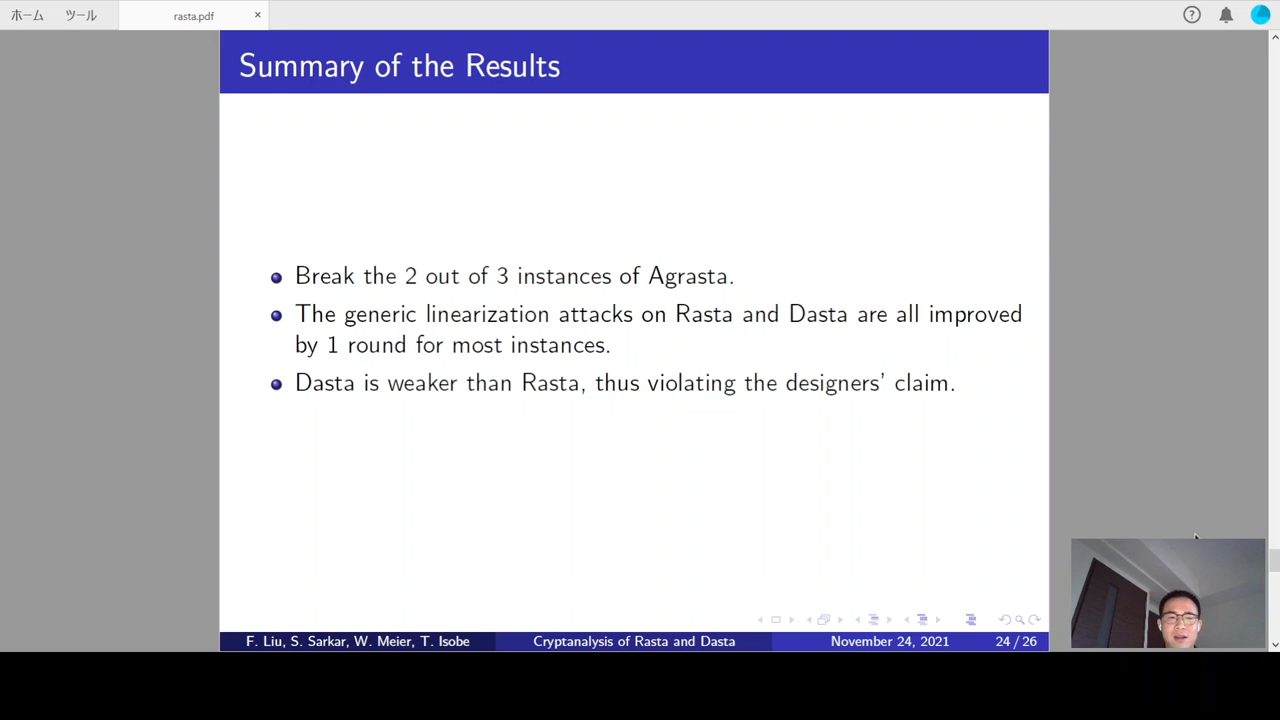 ホーム ツール rasta.pdf ×
Summary of the Results
Break the 2 out of 3 instances of Agrasta.
The generic linearization attacks on Rasta and Dasta are all improved
by 1 round for most instances.
Dasta is weaker than Rasta, thus violating the designers' claim.
F. Liu, S. Sarkar, W. Meier, T. Isobe Cryptanalysis of Rasta and Dasta November 24, 2021 24 / 26